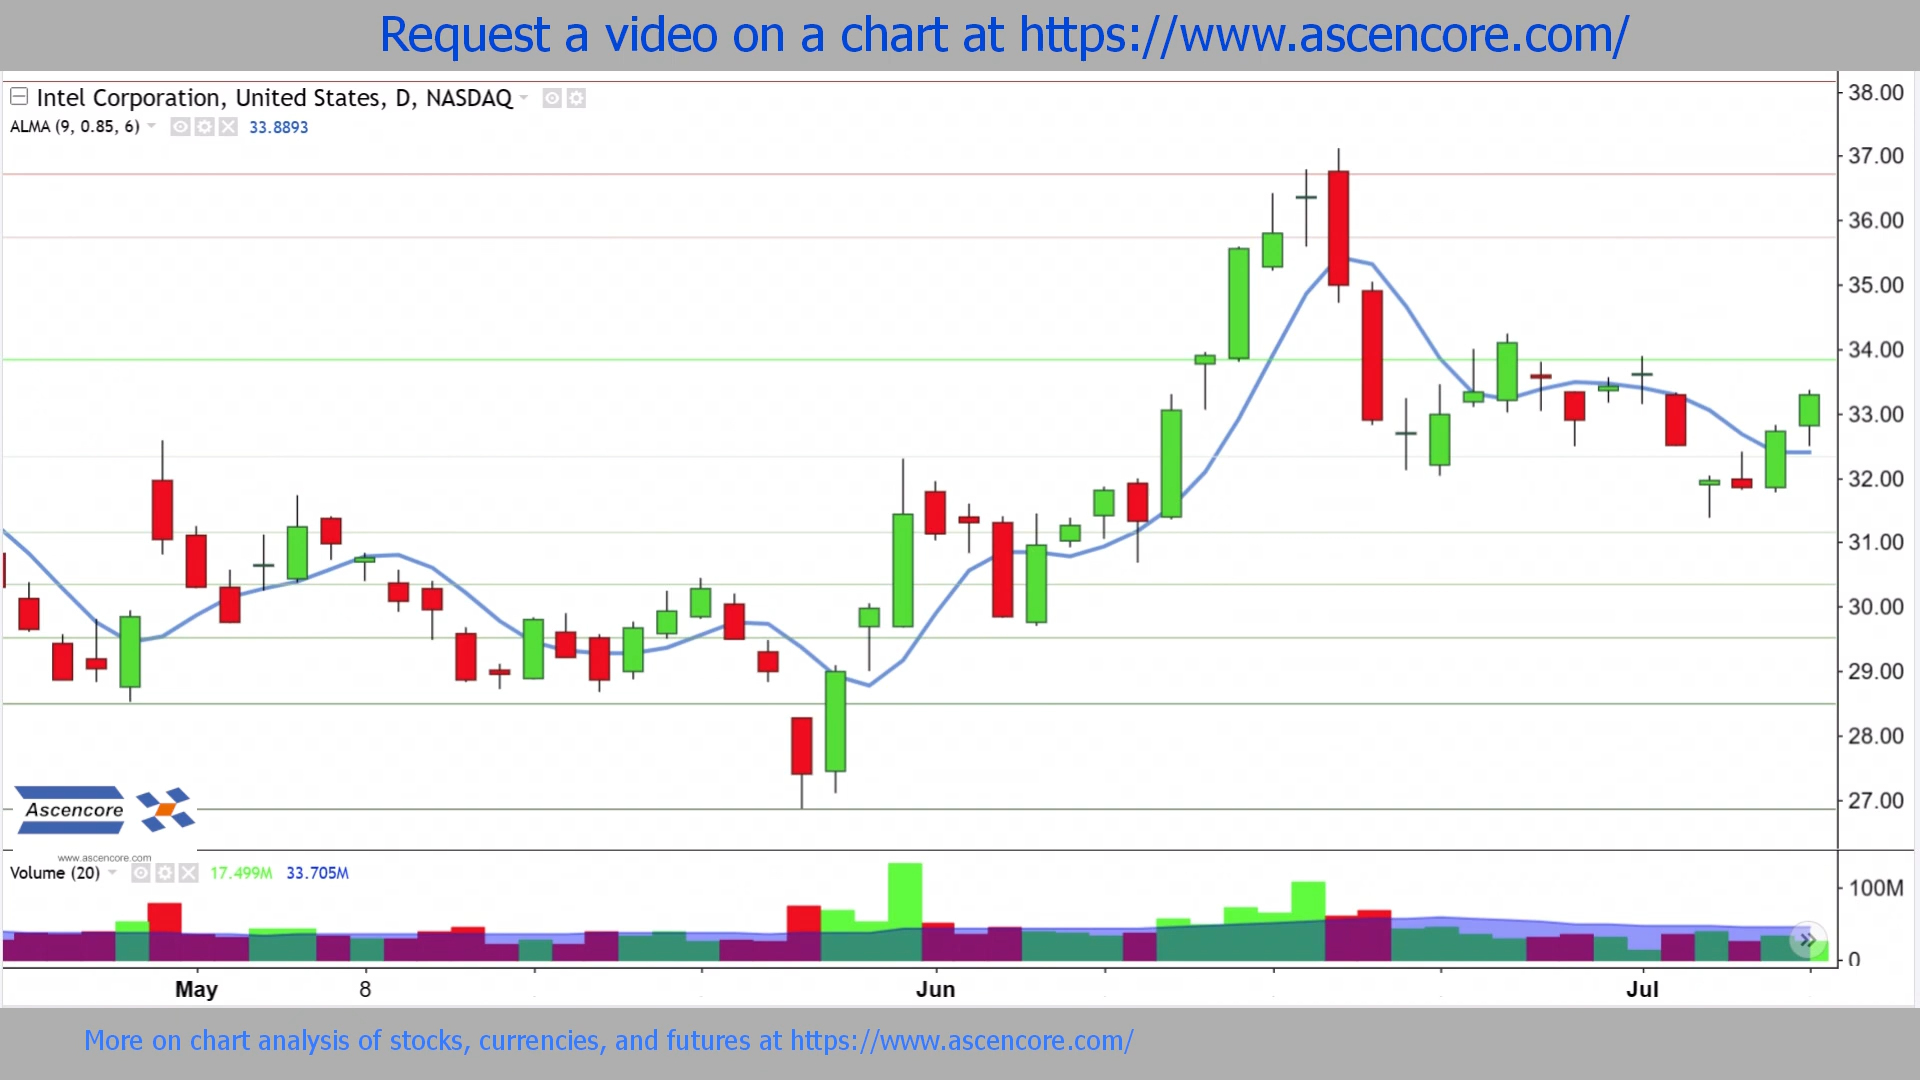 Request a video on a chart at https://www.ascencore.com/
Intel Corporation, United States, D, NASDAQ
ALMA (9, 0.85, 6) 33.8893
38.00
37.00
36.00
35.00
34.00
33.00
32.00
31.00
30.00
29.00
28.00
27.00
Ascencore
www.ascencore.com
Volume (20) 17.499M 33.705M
100M
0
May 8 Jun Jul
More on chart analysis of stocks, currencies, and futures at https://www.ascencore.com/